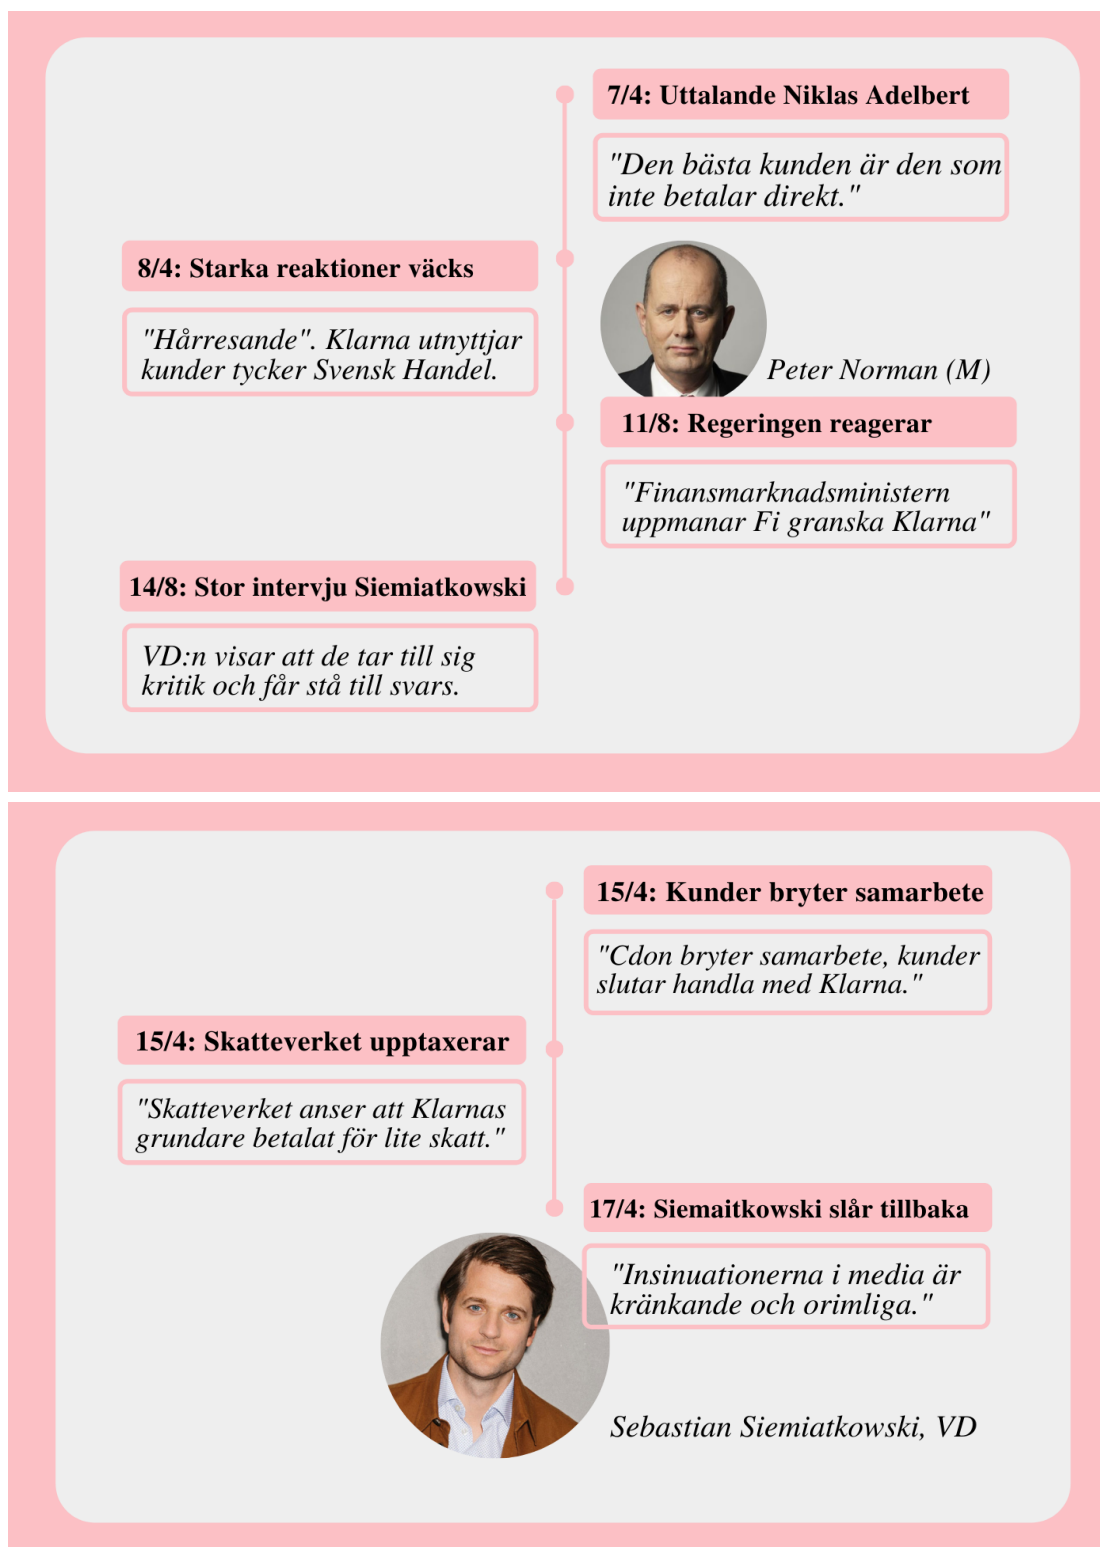 7/4: Uttalande Niklas Adelbert
"Den bästa kunden är den som
inte betalar direkt."
8/4: Starka reaktioner väcks
"Hårresande". Klarna utnyttjar
kunder tycker Svensk Handel.
Peter Norman (M)
11/8: Regeringen reagerar
"Finansmarknadsministern
uppmanar Fi granska Klarna"
14/8: Stor intervju Siemiatkowski
VD:n visar att de tar till sig
kritik och får stå till svars.
15/4: Kunder bryter samarbete
"Cdon bryter samarbete, kunder
slutar handla med Klarna."
15/4: Skatteverket upptaxerar
"Skatteverket anser att Klarnas
grundare betalat för lite skatt."
17/4: Siemaitkowski slår tillbaka
"Insinuationerna i media är
kränkande och orimliga."
Sebastian Siemiatkowski, VD